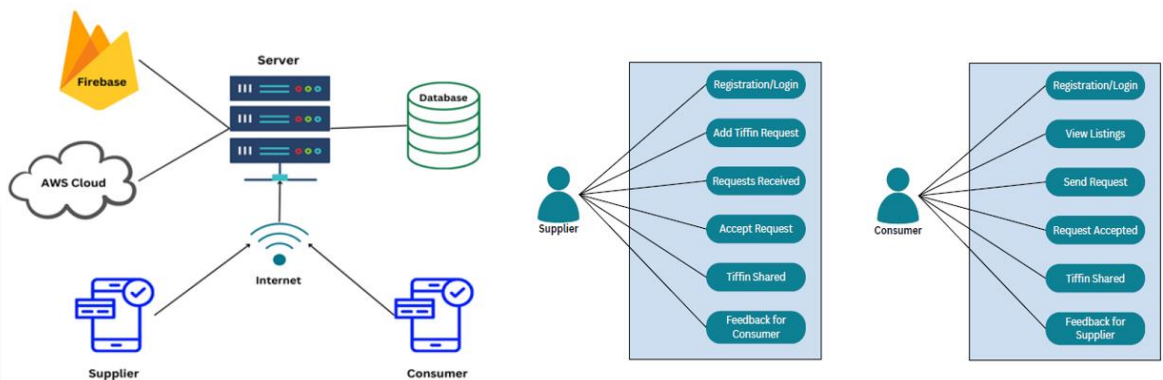 Firebase
Server
Database
AWS Cloud
Internet
Supplier
Consumer
Supplier
Registration/Login
Add Tiffin Request
Requests Received
Accept Request
Tiffin Shared
Feedback for
Consumer
Consumer
Registration/Login
View Listings
Send Request
Request Accepted
Tiffin Shared
Feedback for
Supplier